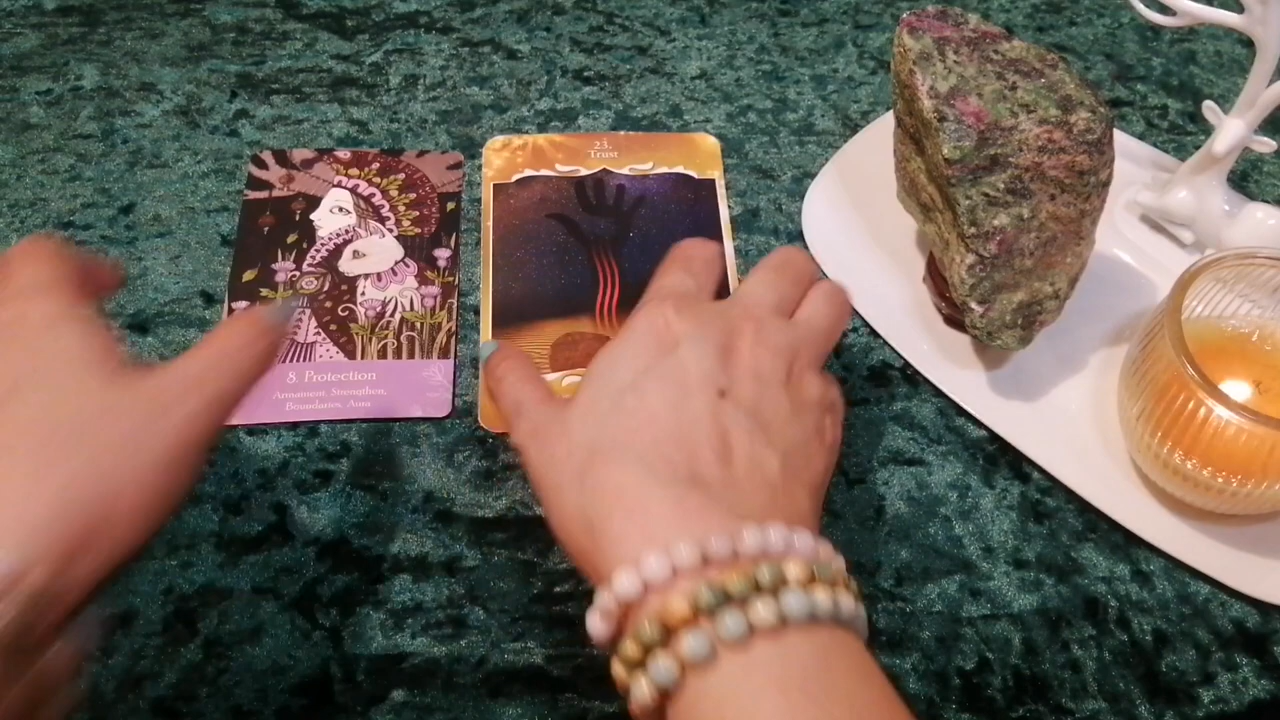 8. Protection
Armament, Strengthen,
Boundaries, Aura
23.
Trust